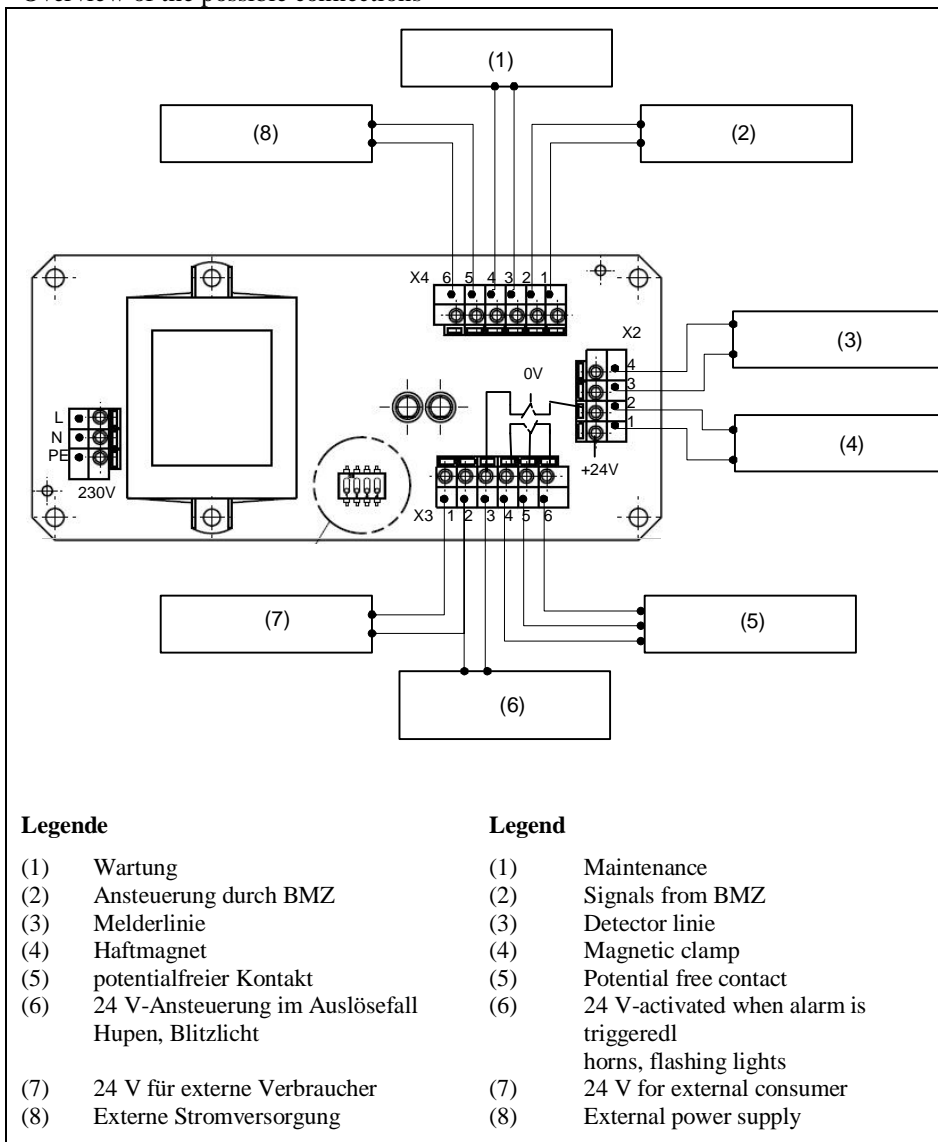 Overview of the possible connections
(1)
(8)
(2)
X4 6 5 4 3 2 1
X2
(3)
4
0V
3
2
L
1
(4)
N
PE
+24V
230V
X3 1 2 3 4 5 6
(7)
(5)
(6)
Legende
(1) Wartung
(2) Ansteuerung durch BMZ
(3) Melderlinie
(4) Haftmagnet
(5) potentialfreier Kontakt
(6) 24 V-Ansteuerung im Auslösefall
Hupen, Blitzlicht
(7) 24 V für externe Verbraucher
(8) Externe Stromversorgung
Legend
(1) Maintenance
(2) Signals from BMZ
(3) Detector linie
(4) Magnetic clamp
(5) Potential free contact
(6) 24 V-activated when alarm is
triggeredl
horns, flashing lights
(7) 24 V for external consumer
(8) External power supply